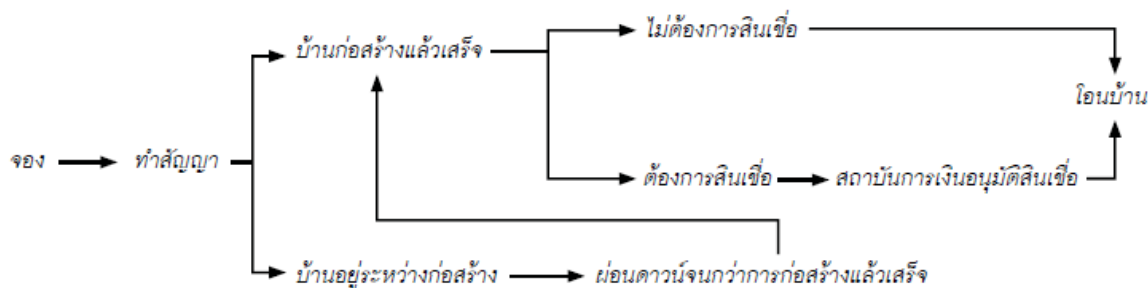 ไม่ต้องการสินเชื่อ
บ้านก่อสร้างแล้วเสร็จ
โอนบ้าน
จอง
ทำสัญญา
ต้องการสินเชื่อ
สถาบันการเงินอนุมัติสินเชื่อ
บ้านอยู่ระหว่างก่อสร้าง
ผ่อนดาวน์จนกว่าการก่อสร้างแล้วเสร็จ